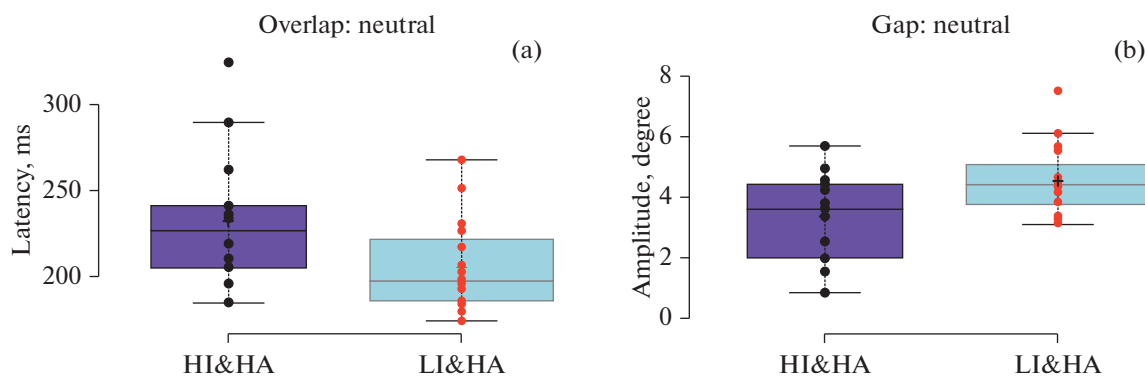 Overlap: neutral
(a)
Latency, ms
300
250
200
HI&HA
LI&HA
Gap: neutral
(b)
Amplitude, degree
8
6
4
2
0
HI&HA
LI&HA